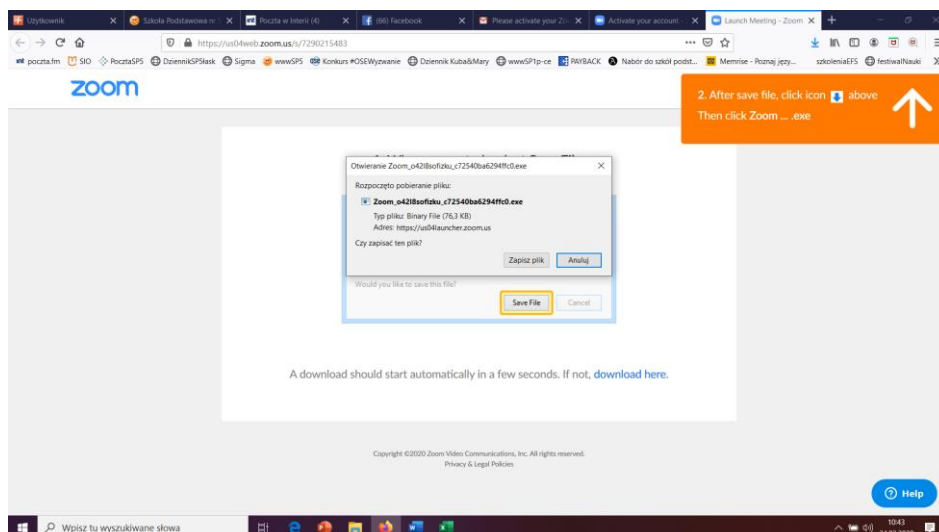 Użytkownik
Szkoła Podstawowa nr
Poczta w Interii (4)
(66) Facebook
Please activate your Zo
Activate your account
Launch Meeting - Zoom
https://us04web.zoom.us/s/7290215483
poczta.fm
SIO
PocztaSP5
DziennikSP5łask
Sigma
wwwSP5
Konkurs #OSEWyzwanie
Dziennik Kuba&Mary
wwwSP1p-ce
PAYBACK
Nabór do szkół podst...
Memrise - Poznaj języ...
szkoleniaEFS
festiwalNauki
zoom
2. After save file, click icon above
Then click Zoom ... .exe
Otwieranie Zoom_o42l8sofizku_c72540ba6294ffc0.exe
Rozpoczęto pobieranie pliku:
Zoom_o42l8sofizku_c72540ba6294ffc0.exe
Typ pliku: Binary File (76,3 KB)
Adres: https://us04launcher.zoom.us
Czy zapisać ten plik?
Zapisz plik
Anuluj
Would you like to save this file?
Save File
Cancel
A download should start automatically in a few seconds. If not, download here.
Copyright ©2020 Zoom Video Communications, Inc. All rights reserved.
Privacy & Legal Policies
Help
Wpisz tu wyszukiwane słowa
10:43